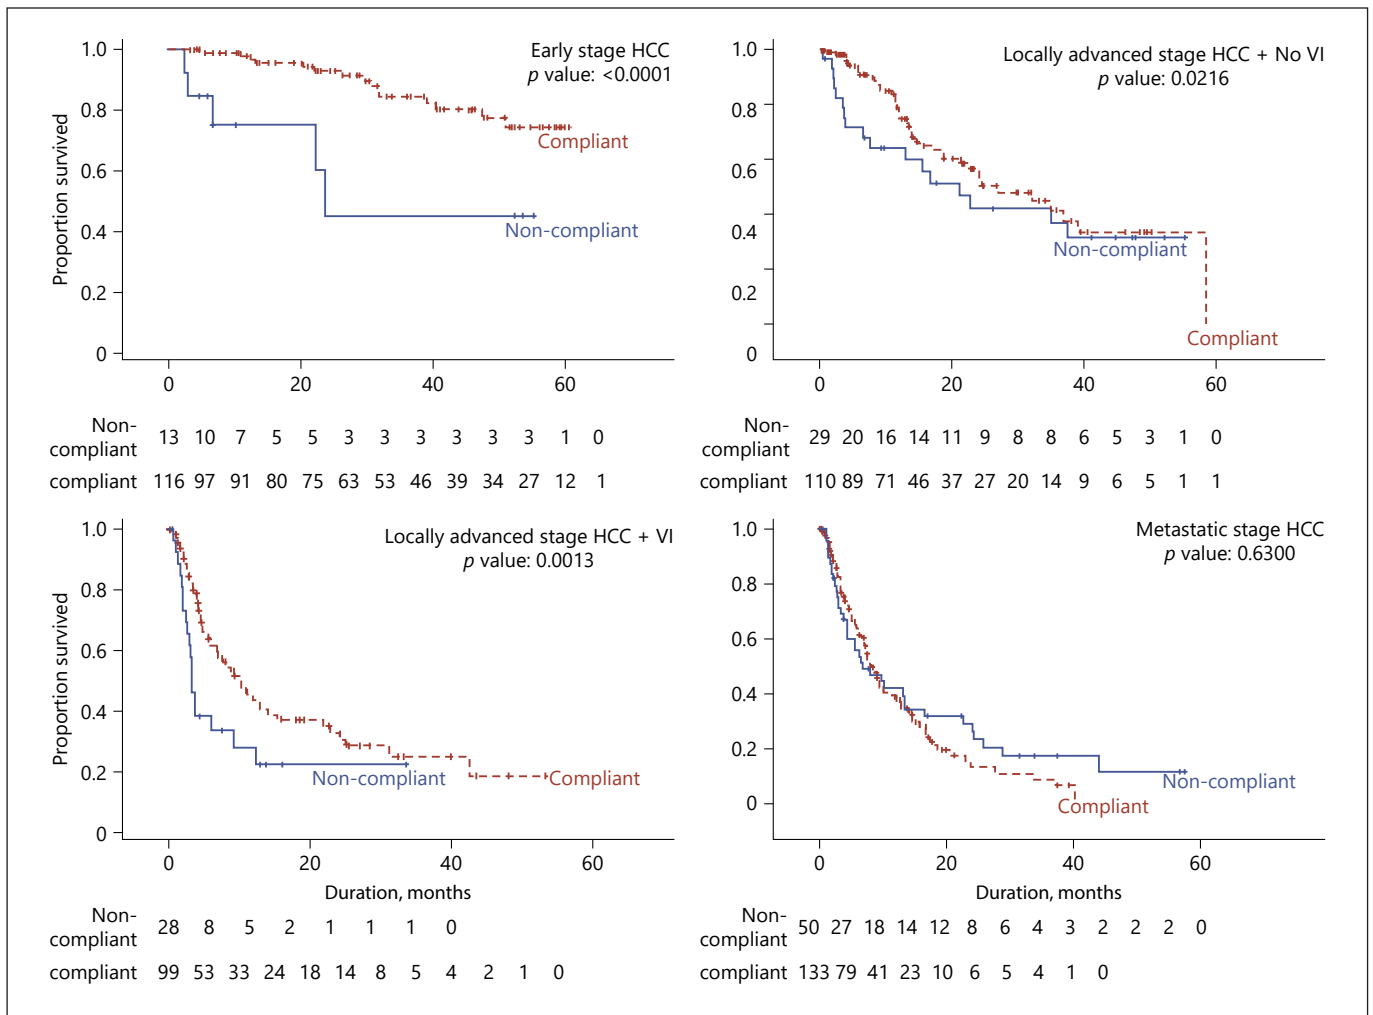 Early stage HCC
p value: <0.0001
1.0
0.8
0.6
0.4
0.2
0
Proportion survived
Compliant
Non-compliant
0 20 40 60
Non-
compliant 13 10 7 5 5 3 3 3 3 3 3 1 0
compliant 116 97 91 80 75 63 53 46 39 34 27 12 1
Locally advanced stage HCC + No VI
p value: 0.0216
1.0
0.8
0.6
0.4
0.2
0
Non-compliant
Compliant
0 20 40 60
Non-
compliant 29 20 16 14 11 9 8 8 6 5 3 1 0
compliant 110 89 71 46 37 27 20 14 9 6 5 1 1
Locally advanced stage HCC + VI
p value: 0.0013
1.0
0.8
0.6
0.4
0.2
0
Proportion survived
Non-compliant
Compliant
0 20 40 60
Duration, months
Non-
compliant 28 8 5 2 1 1 1 0
compliant 99 53 33 24 18 14 8 5 4 2 1 0
Metastatic stage HCC
p value: 0.6300
1.0
0.8
0.6
0.4
0.2
0
Non-compliant
Compliant
0 20 40 60
Duration, months
Non-
compliant 50 27 18 14 12 8 6 4 3 2 2 2 0
compliant 133 79 41 23 10 6 5 4 1 0